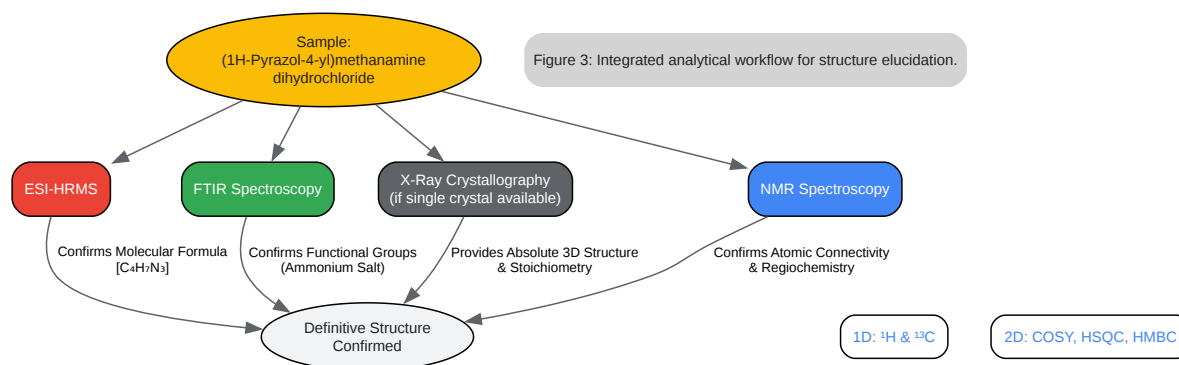 Sample:
(1H-Pyrazol-4-yl)methanamine
dihydrochloride
Figure 3: Integrated analytical workflow for structure elucidation.
ESI-HRMS
FTIR Spectroscopy
X-Ray Crystallography
(if single crystal available)
NMR Spectroscopy
Confirms Molecular Formula
[C₄H₇N₃]
Confirms Functional Groups
(Ammonium Salt)
Provides Absolute 3D Structure
& Stoichiometry
Confirms Atomic Connectivity
& Regiochemistry
Definitive Structure
Confirmed
1D: ¹H & ¹³C
2D: COSY, HSQC, HMBC